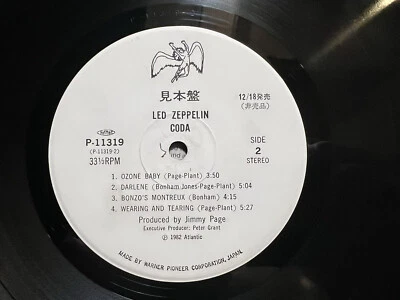 見本盤
12/18発売
(非売品)
LED ZEPPELIN
CODA
P-11319
(P-11319-2)
33⅓RPM
SIDE
2
STEREO
1. OZONE BABY (Page-Plant) 3:50
2. DARLENE (Bonham-Jones-Page-Plant) 5:04
3. BONZO'S MONTREUX (Bonham) 4:15
4. WEARING AND TEARING (Page-Plant) 5:27
Produced by Jimmy Page
Executive Producer: Peter Grant
Ⓟ 1982 Atlantic
MADE BY WARNER PIONEER CORPORATION, JAPAN.